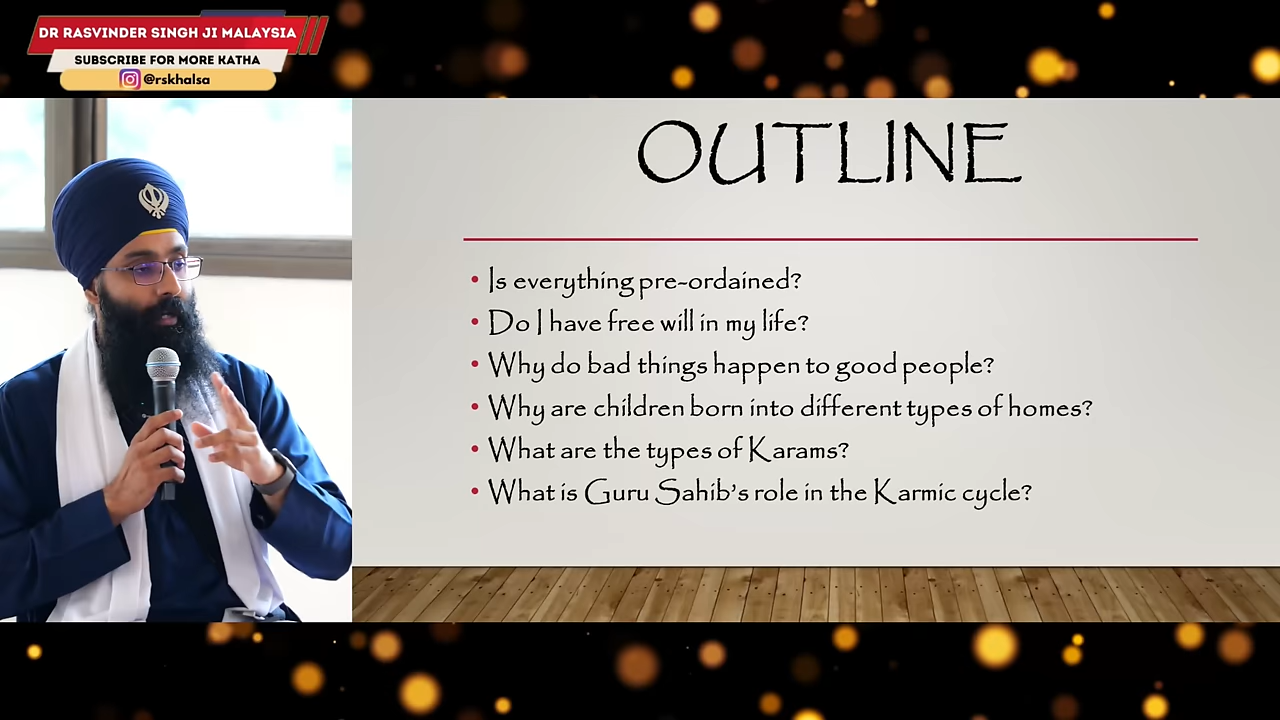 DR RASVINDER SINGH JI MALAYSIA
SUBSCRIBE FOR MORE KATHA
@rskhalsa
OUTLINE
• Is everything pre-ordained?
• Do I have free will in my life?
• Why do bad things happen to good people?
• Why are children born into different types of homes?
• What are the types of Karams?
• What is Guru Sahib's role in the Karmic cycle?